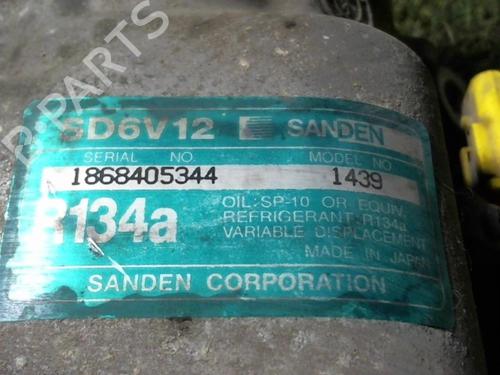 SD6V12 SANDEN
SERIAL NO. MODEL NO.
1868405344 1439
R134a
OIL: SP-10 OR EQUIV.
REFRIGERANT: R134a
VARIABLE DISPLACEMENT
MADE IN JAPAN
SANDEN CORPORATION
B-PARTS